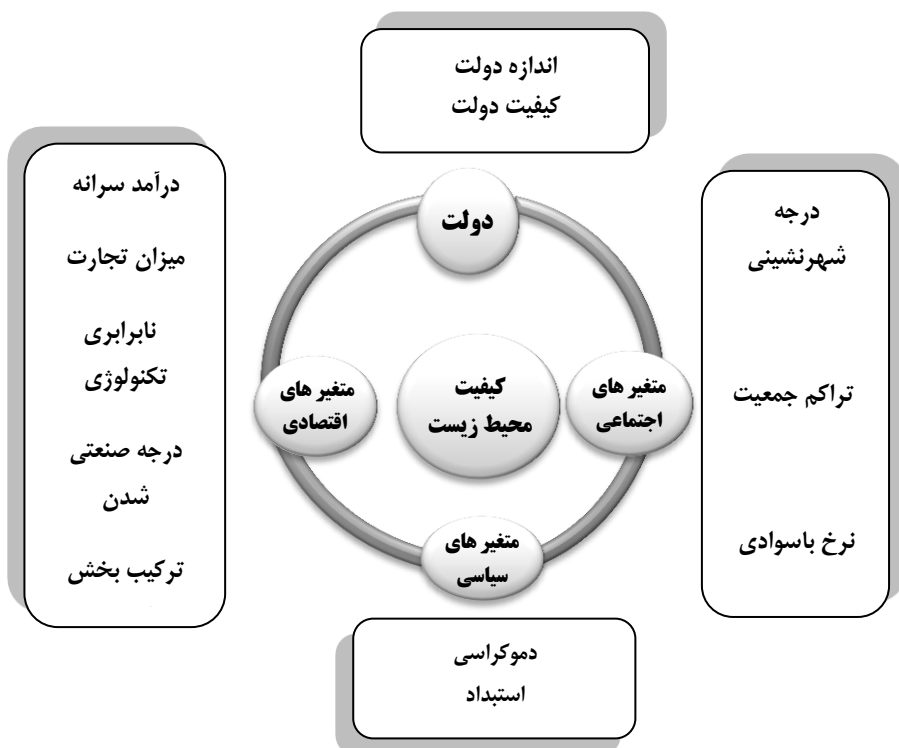 اندازه دولت
کیفیت دولت
دولت
درجه
شهرنشینی
تراکم جمعیت
نرخ باسوادی
متغیر های
اجتماعی
کیفیت
محیط زیست
متغیر های
اقتصادی
درآمد سرانه
میزان تجارت
نابرابری
تکنولوژی
درجه صنعتی
شدن
ترکیب بخش
متغیر های
سیاسی
دموکراسی
استبداد